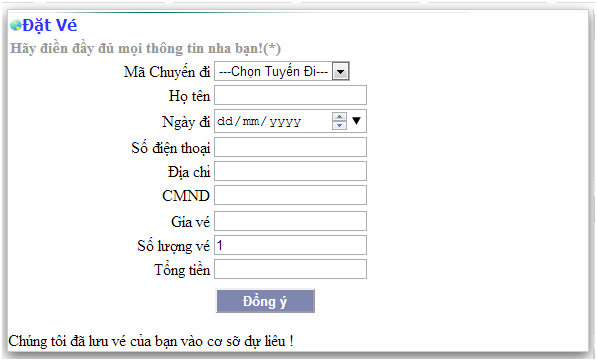 Đặt Vé
Hãy điền đầy đủ mọi thông tin nha bạn!(*)
Mã Chuyến đi ---Chọn Tuyến Đi---
Họ tên
Ngày đi dd/mm/yyyy
Số điện thoại
Địa chỉ
CMND
Gía vé
Số lượng vé 1
Tổng tiền
Đồng ý
Chúng tôi đã lưu vé của bạn vào cơ sỡ dự liêu !